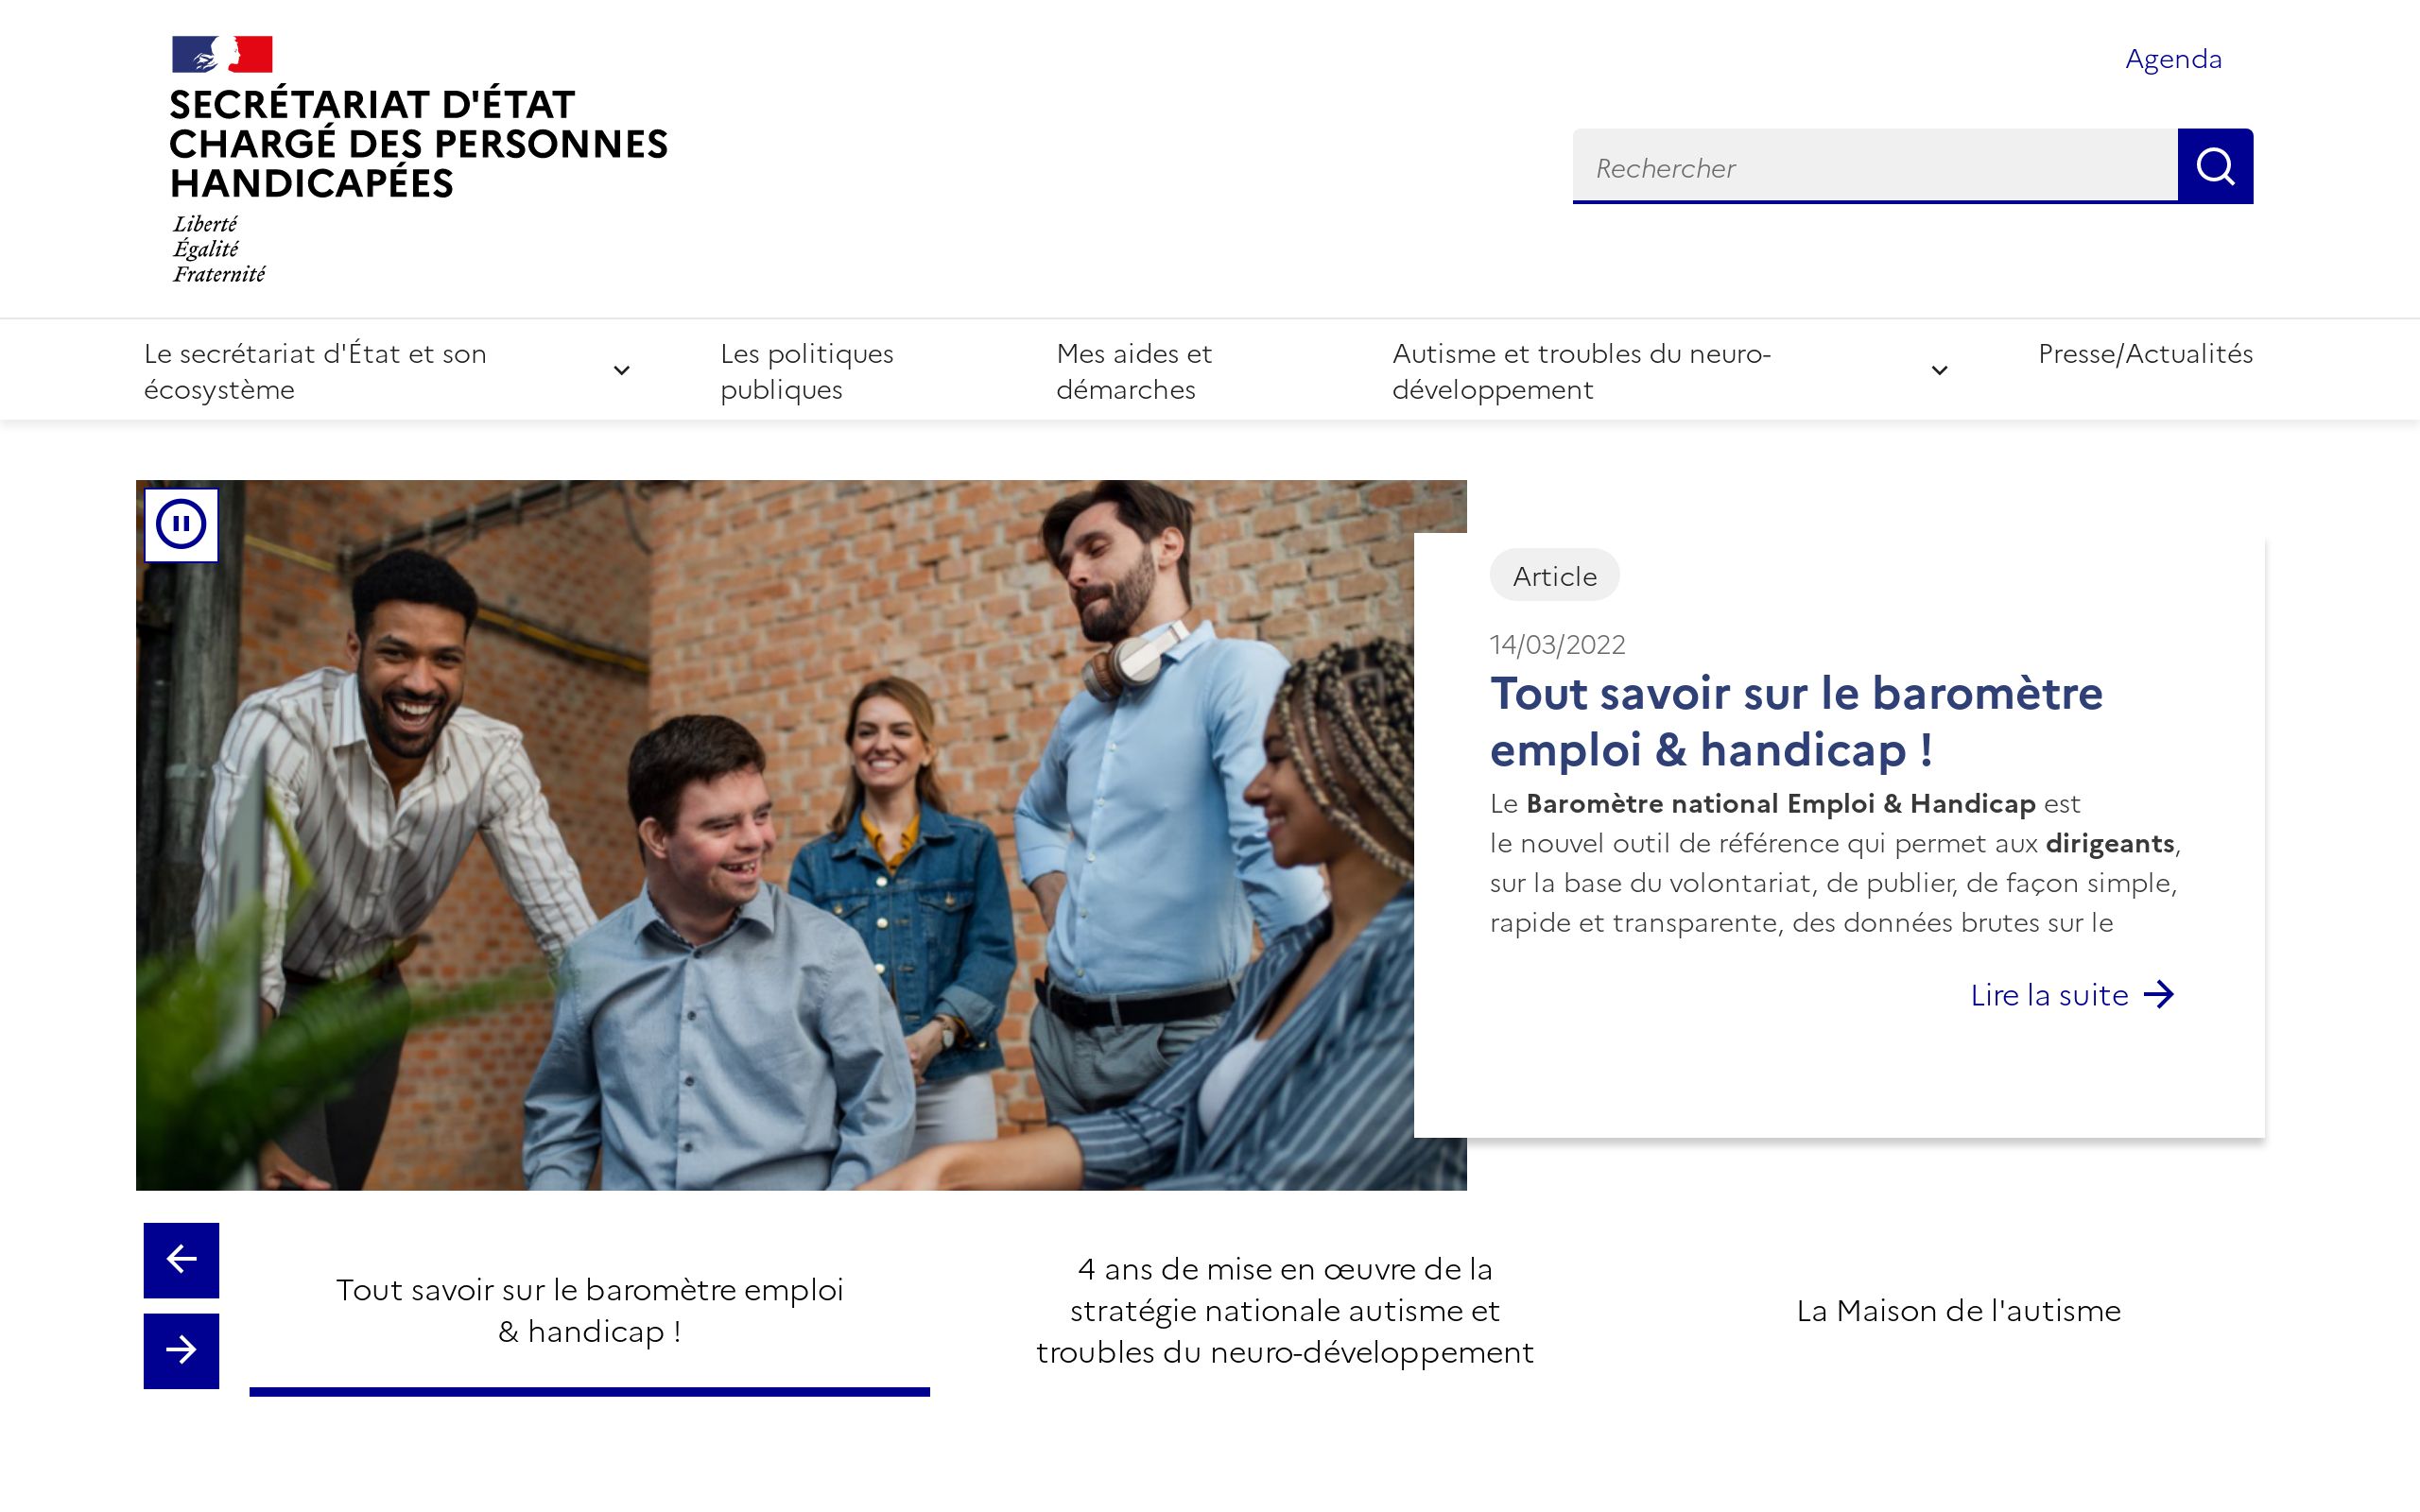 SECRÉTARIAT D'ÉTAT
CHARGÉ DES PERSONNES
HANDICAPÉES
Liberté
Égalité
Fraternité
Agenda
Rechercher
Le secrétariat d'État et son
écosystème
Les politiques
publiques
Mes aides et
démarches
Autisme et troubles du neuro-
développement
Presse/Actualités
Article
14/03/2022
Tout savoir sur le baromètre
emploi & handicap !
Le Baromètre national Emploi & Handicap est
le nouvel outil de référence qui permet aux dirigeants,
sur la base du volontariat, de publier, de façon simple,
rapide et transparente, des données brutes sur le
Lire la suite
Tout savoir sur le baromètre emploi
& handicap !
4 ans de mise en œuvre de la
stratégie nationale autisme et
troubles du neuro-développement
La Maison de l'autisme